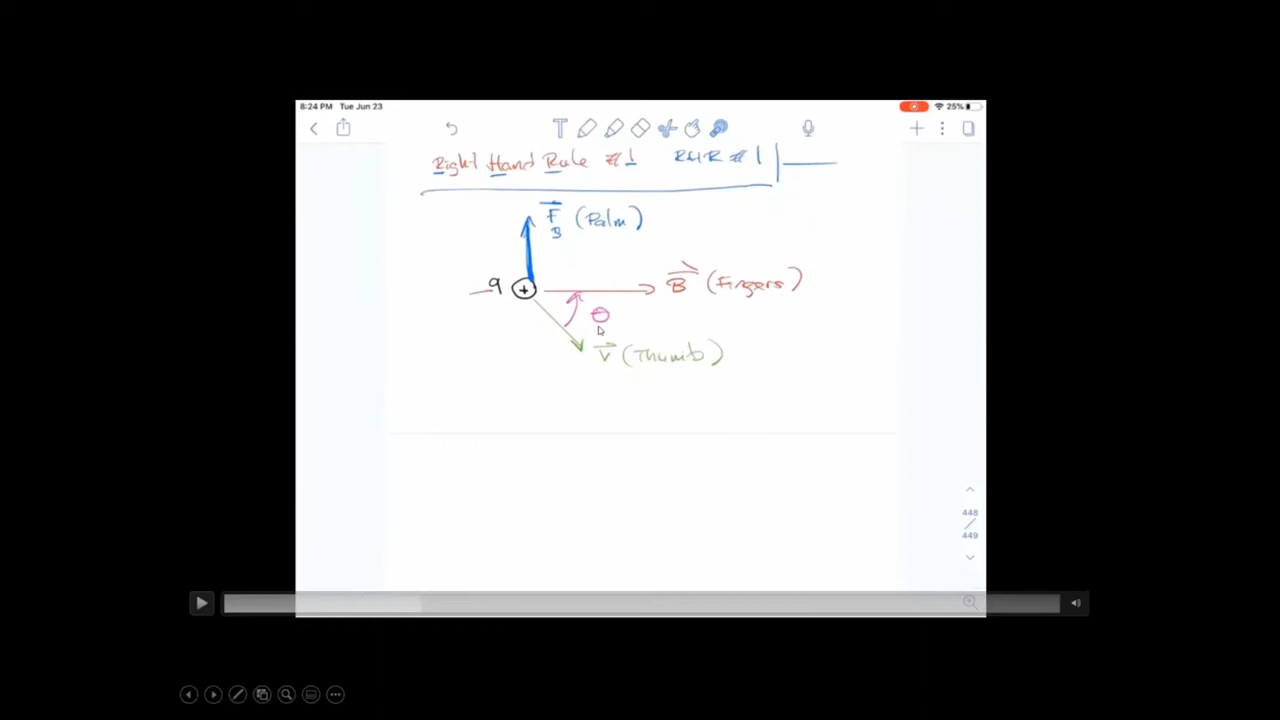 8:24 PM Tue Jun 23
25%
Right Hand Rule #1 RHR #1
F B (Palm)
q + B (Fingers)
θ
V (Thumb)
448
/
449